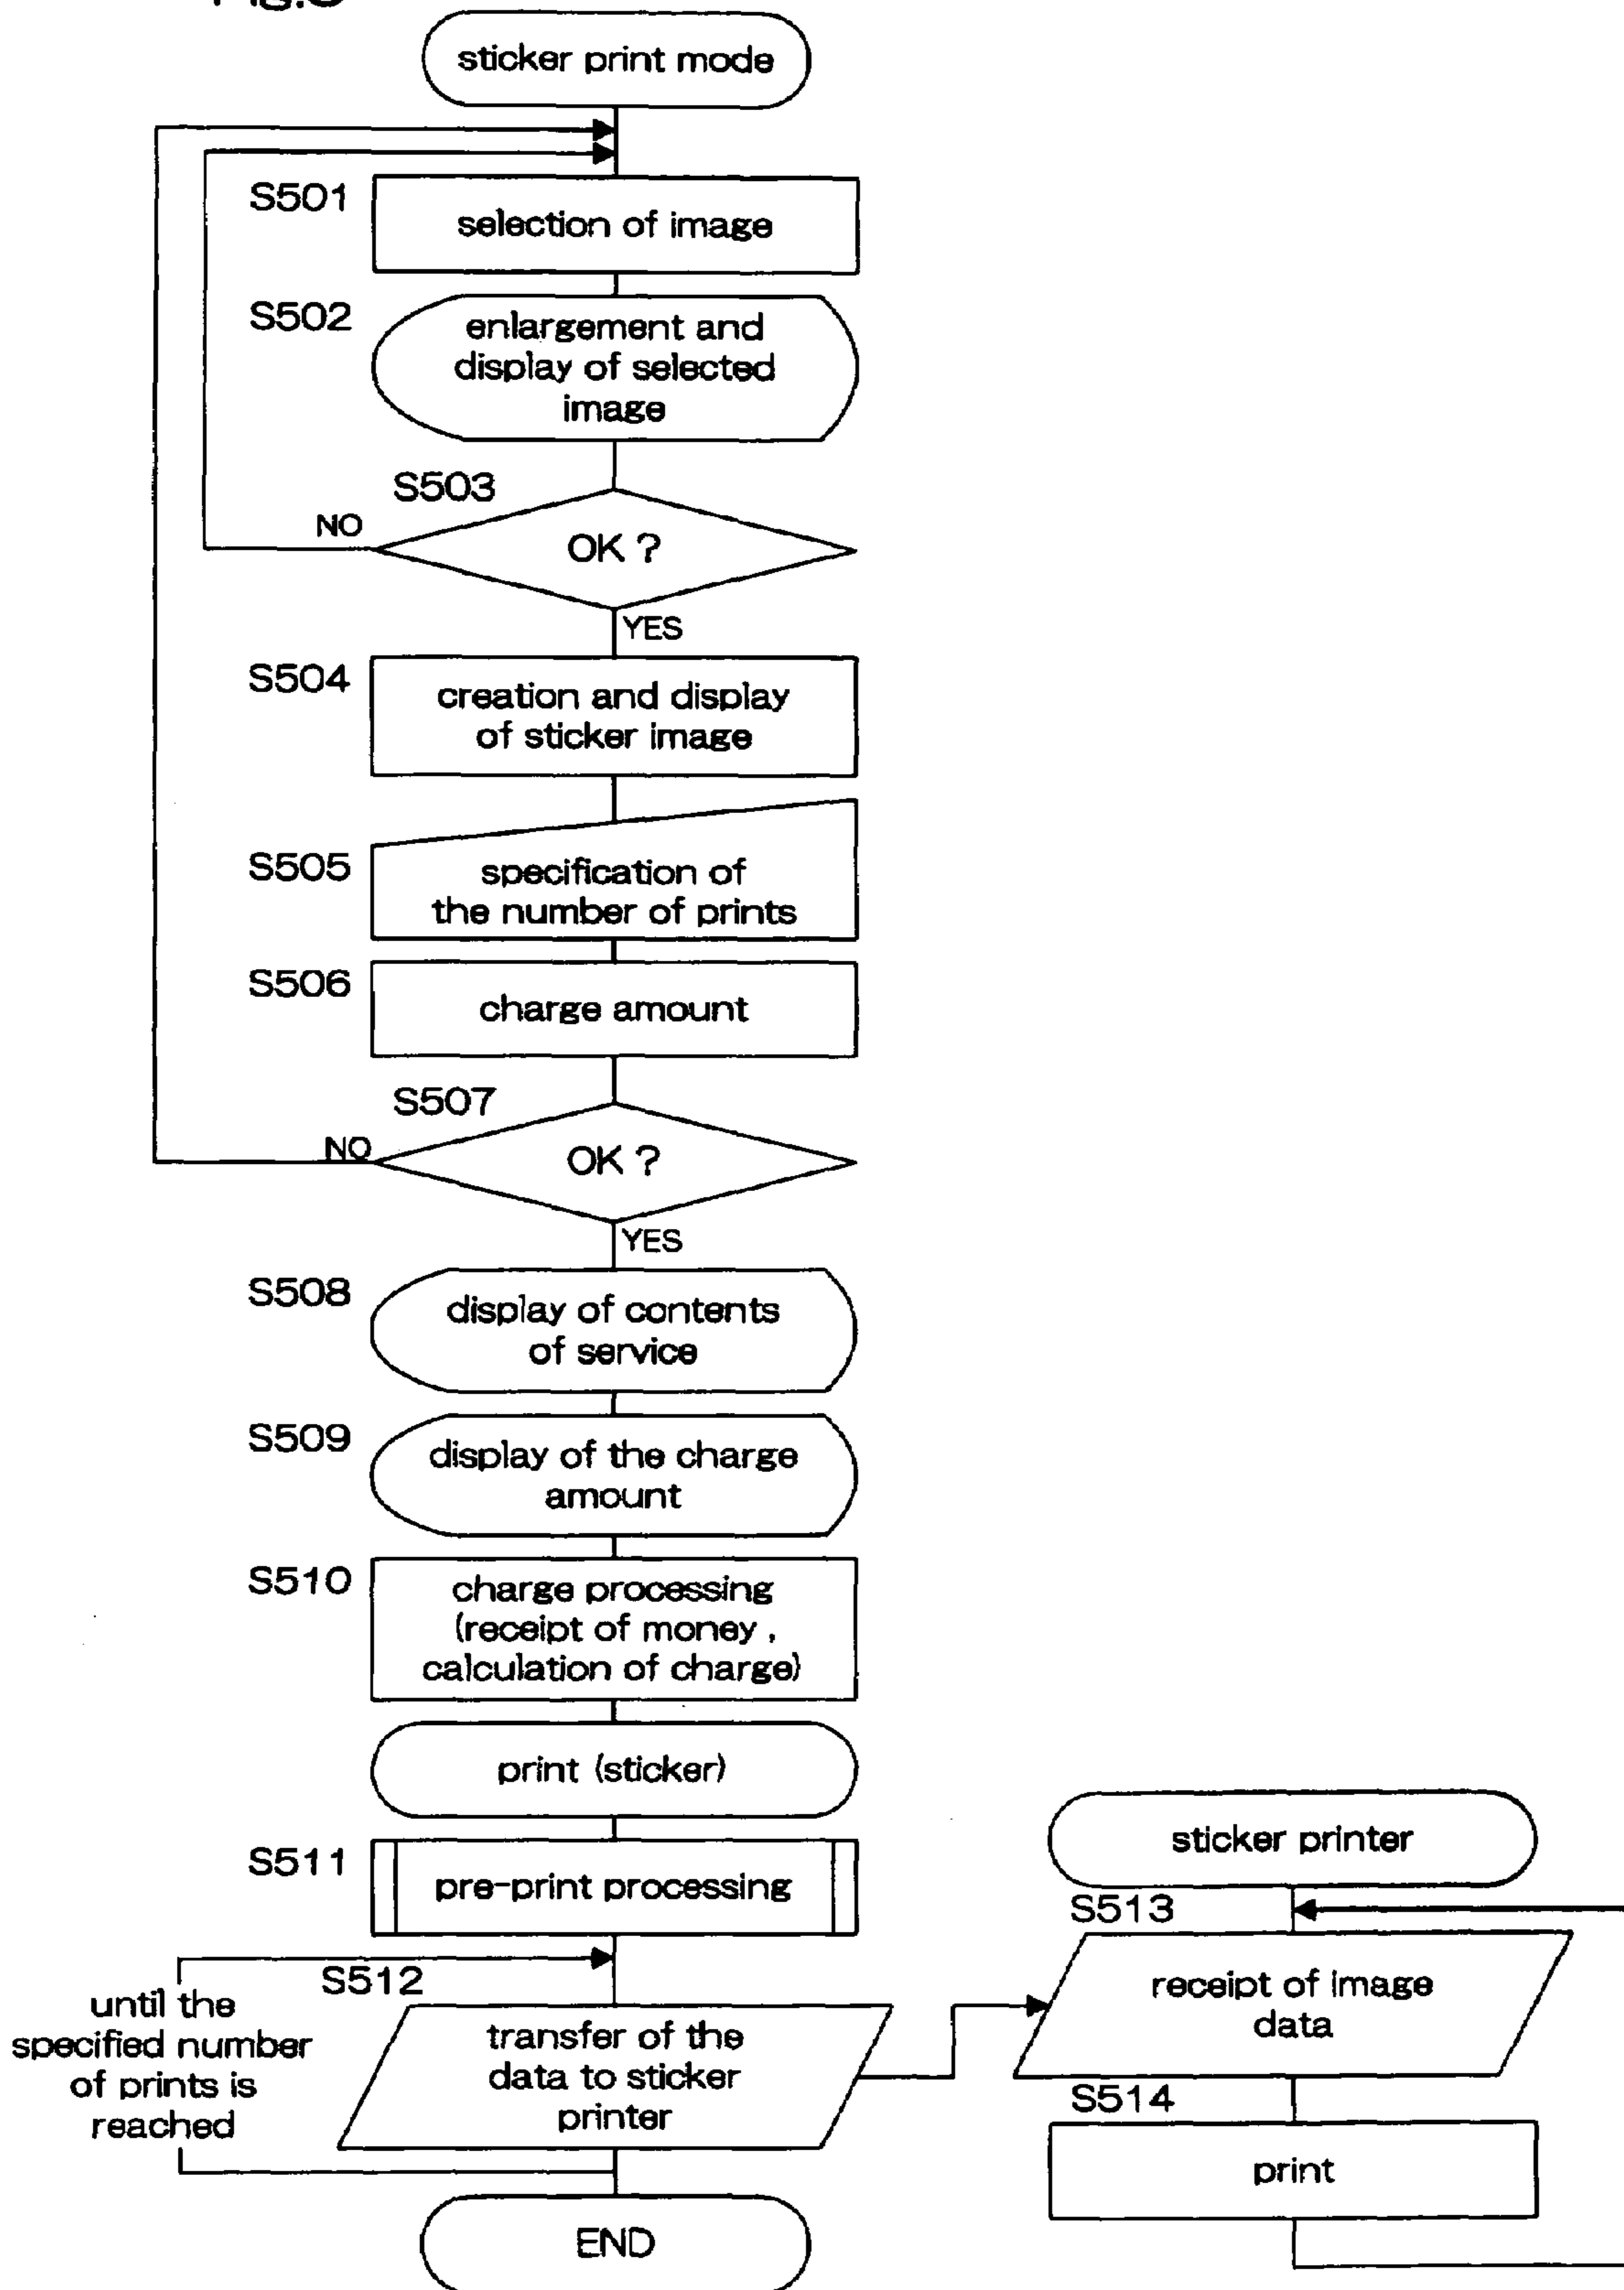 sticker print mode
S501
selection of image
S502
enlargement and
display of selected
image
S503
NO
OK ?
YES
S504
creation and display
of sticker image
S505
specification of
the number of prints
S506
charge amount
S507
NO
OK ?
YES
S508
display of contents
of service
S509
display of the charge
amount
S510
charge processing
(receipt of money ,
calculation of charge)
print (sticker)
S511
pre-print processing
S512
until the
specified number
of prints is
reached
transfer of the
data to sticker
printer
END
sticker printer
S513
receipt of image
data
S514
print